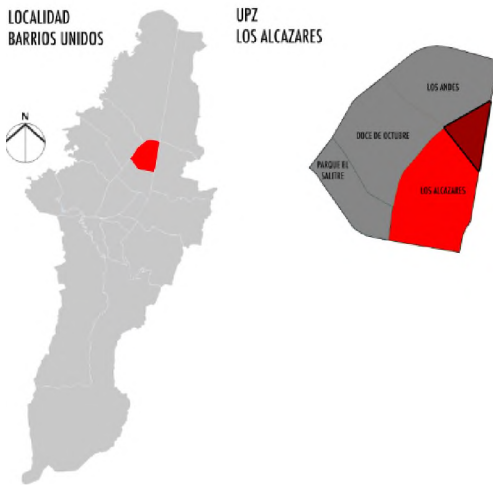 LOCALIDAD
BARRIOS UNIDOS
N
UPZ
LOS ALCAZARES
LOS ANDES
DOCE DE OCTUBRE
PARQUE EL
SALITRE
LOS ALCAZARES